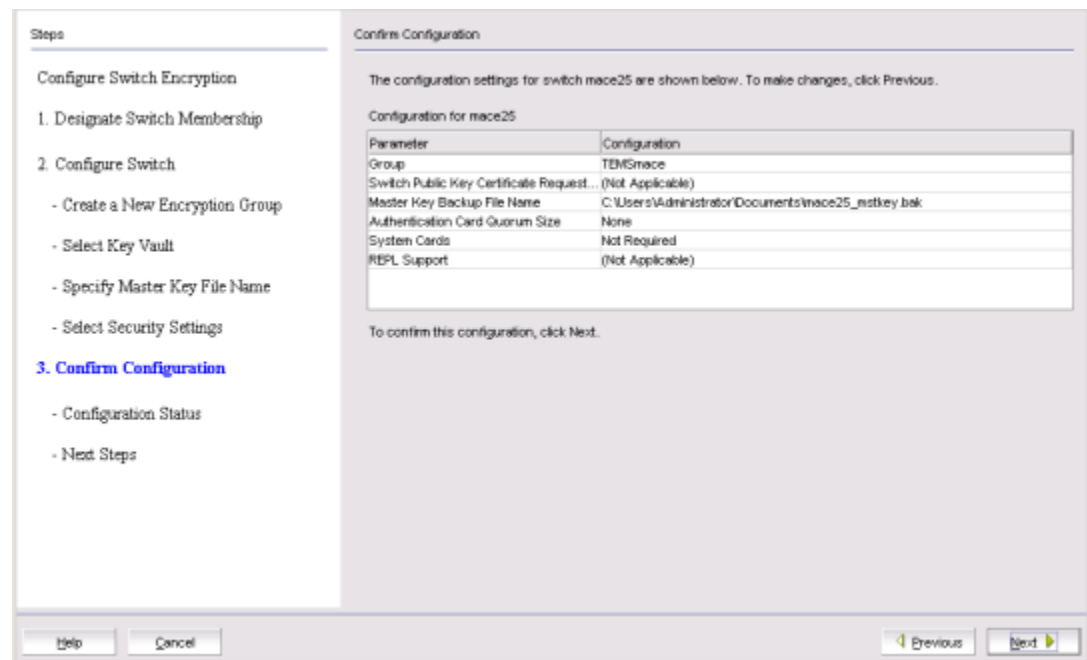 Steps
Configure Switch Encryption
1. Designate Switch Membership
2. Configure Switch
- Create a New Encryption Group
- Select Key Vault
- Specify Master Key File Name
- Select Security Settings
3. Confirm Configuration
- Configuration Status
- Next Steps
Confirm Configuration
The configuration settings for switch mace25 are shown below. To make changes, click Previous.
Configuration for mace25
Parameter Configuration
Group TEMSmace
Switch Public Key Certificate Request... (Not Applicable)
Master Key Backup File Name C:\Users\Administrator\Documents\mace25_mstkey.bak
Authentication Card Quorum Size None
System Cards Not Required
REPL Support (Not Applicable)
To confirm this configuration, click Next.
Help Cancel Previous Next